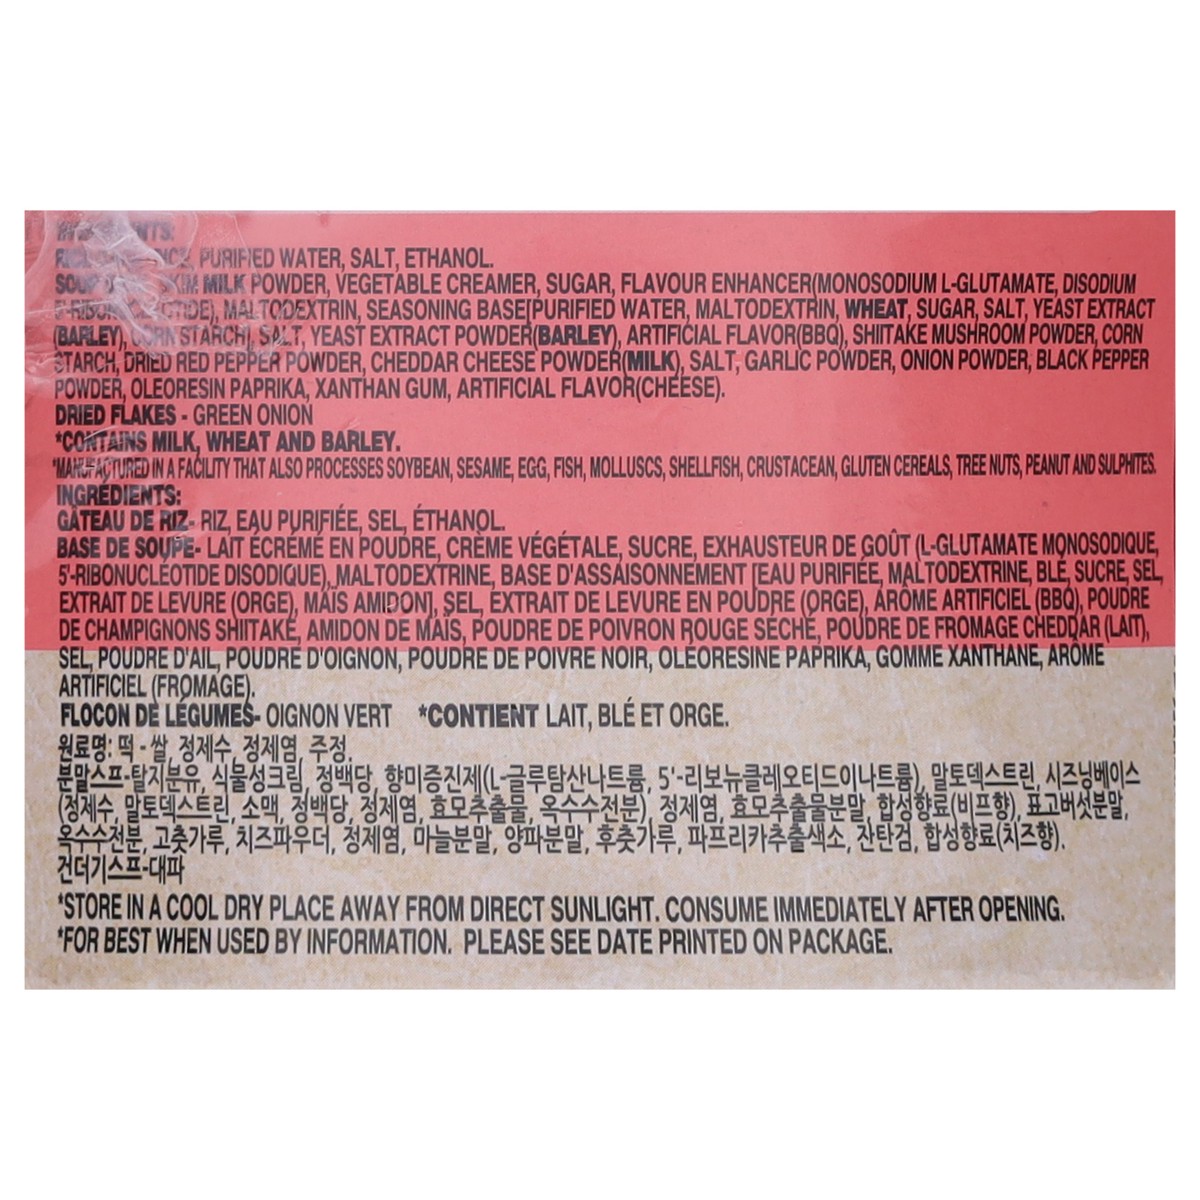 INGREDIENTS:
RICE CAKE- RICE, PURIFIED WATER, SALT, ETHANOL.
SOUP SKIM MILK POWDER, VEGETABLE CREAMER, SUGAR, FLAVOUR ENHANCER(MONOSODIUM L-GLUTAMATE, DISODIUM
5'-RIBONUCLEOTIDE), MALTODEXTRIN, SEASONING BASE[PURIFIED WATER, MALTODEXTRIN, WHEAT, SUGAR, SALT, YEAST EXTRACT
(BARLEY), CORN STARCH], SALT, YEAST EXTRACT POWDER(BARLEY), ARTIFICIAL FLAVOR(BBQ), SHIITAKE MUSHROOM POWDER, CORN
STARCH, DRIED RED PEPPER POWDER, CHEDDAR CHEESE POWDER(MILK), SALT, GARLIC POWDER, ONION POWDER, BLACK PEPPER
POWDER, OLEORESIN PAPRIKA, XANTHAN GUM, ARTIFICIAL FLAVOR(CHEESE).
DRIED FLAKES - GREEN ONION
*CONTAINS MILK, WHEAT AND BARLEY.
*MANUFACTURED IN A FACILITY THAT ALSO PROCESSES SOYBEAN, SESAME, EGG, FISH, MOLLUSCS, SHELLFISH, CRUSTACEAN, GLUTEN CEREALS, TREE NUTS, PEANUT AND SULPHITES.
INGRÉDIENTS:
GÂTEAU DE RIZ- RIZ, EAU PURIFIÉE, SEL, ÉTHANOL.
BASE DE SOUPE- LAIT ÉCRÉMÉ EN POUDRE, CRÈME VÉGÉTALE, SUCRE, EXHAUSTEUR DE GOÛT (L-GLUTAMATE MONOSODIQUE,
5'-RIBONUCLÉOTIDE DISODIQUE), MALTODEXTRINE, BASE D'ASSAISONNEMENT [EAU PURIFIÉE, MALTODEXTRINE, BLÉ, SUCRE, SEL,
EXTRAIT DE LEVURE (ORGE), MAÏS AMIDON], SEL, EXTRAIT DE LEVURE EN POUDRE (ORGE), ARÔME ARTIFICIEL (BBQ), POUDRE
DE CHAMPIGNONS SHIITAKE, AMIDON DE MAÏS, POUDRE DE POIVRON ROUGE SÉCHÉ, POUDRE DE FROMAGE CHEDDAR (LAIT),
SEL, POUDRE D'AIL, POUDRE D'OIGNON, POUDRE DE POIVRE NOIR, OLÉORÉSINE PAPRIKA, GOMME XANTHANE, ARÔME
ARTIFICIEL (FROMAGE).
FLOCON DE LÉGUMES- OIGNON VERT *CONTIENT LAIT, BLÉ ET ORGE.
원료명: 떡 - 쌀, 정제수, 정제염, 주정.
분말스프-탈지분유, 식물성크림, 정백당, 향미증진제(L-글루탐산나트륨, 5'-리보뉴클레오티드이나트륨), 말토덱스트린, 시즈닝베이스
(정제수, 말토덱스트린, 소맥, 정백당, 정제염, 효모추출물, 옥수수전분), 정제염, 효모추출물분말, 합성향료(비프향), 표고버섯분말,
옥수수전분, 고춧가루, 치즈파우더, 정제염, 마늘분말, 양파분말, 후춧가루, 파프리카추출색소, 잔탄검, 합성향료(치즈향).
건더기스프-대파
*STORE IN A COOL DRY PLACE AWAY FROM DIRECT SUNLIGHT. CONSUME IMMEDIATELY AFTER OPENING.
*FOR BEST WHEN USED BY INFORMATION. PLEASE SEE DATE PRINTED ON PACKAGE.